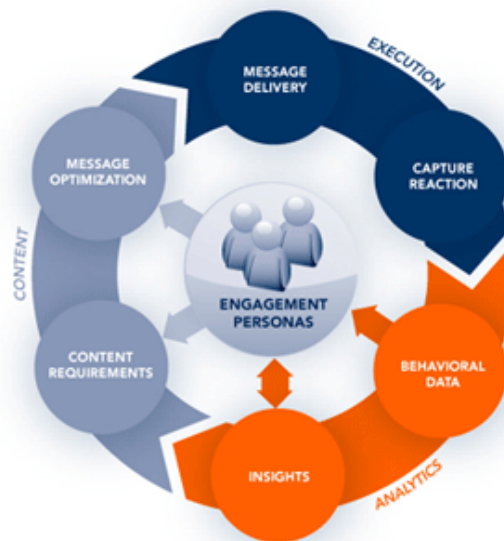 EXECUTION
MESSAGE
DELIVERY
CAPTURE
REACTION
MESSAGE
OPTIMIZATION
CONTENT
ENGAGEMENT
PERSONAS
CONTENT
REQUIREMENTS
BEHAVIORAL
DATA
INSIGHTS
ANALYTICS